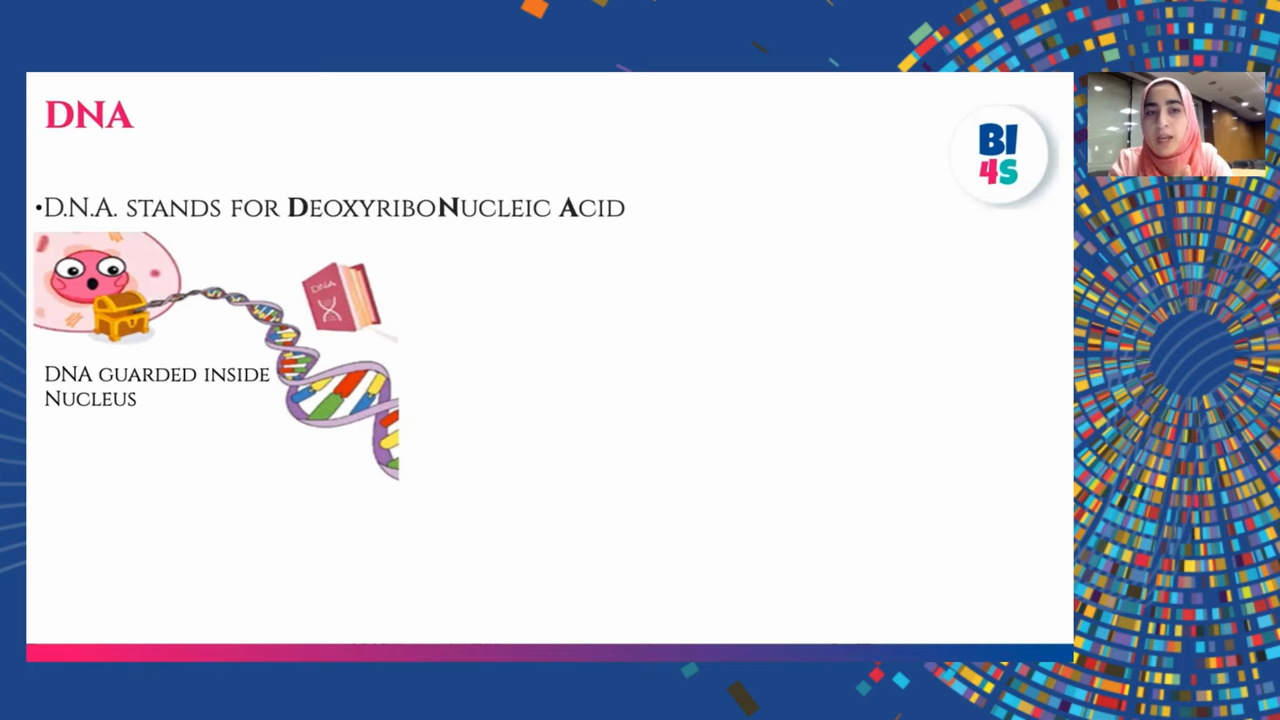 DNA
BI
4S
•D.N.A. STANDS FOR DEOXYRIBONUCLEIC ACID
DNA
DNA GUARDED INSIDE
NUCLEUS